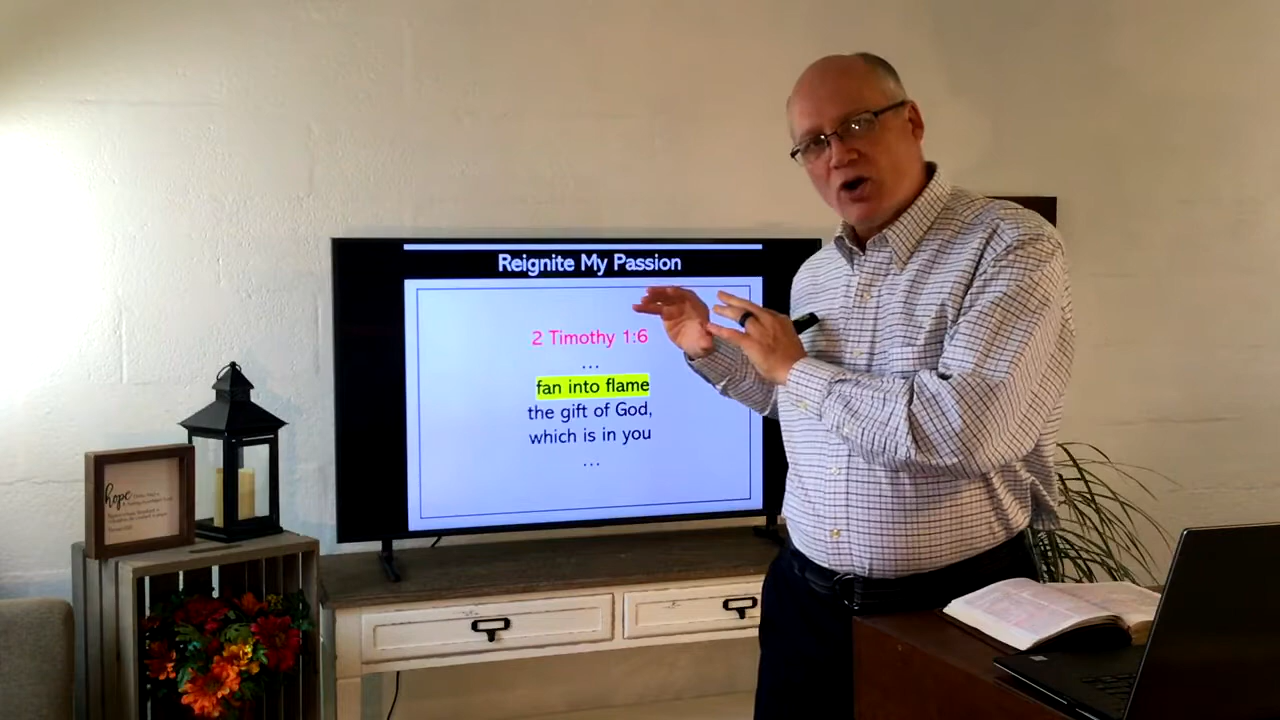 Reignite My Passion
2 Timothy 1:6
...
fan into flame
the gift of God,
which is in you
...
hope